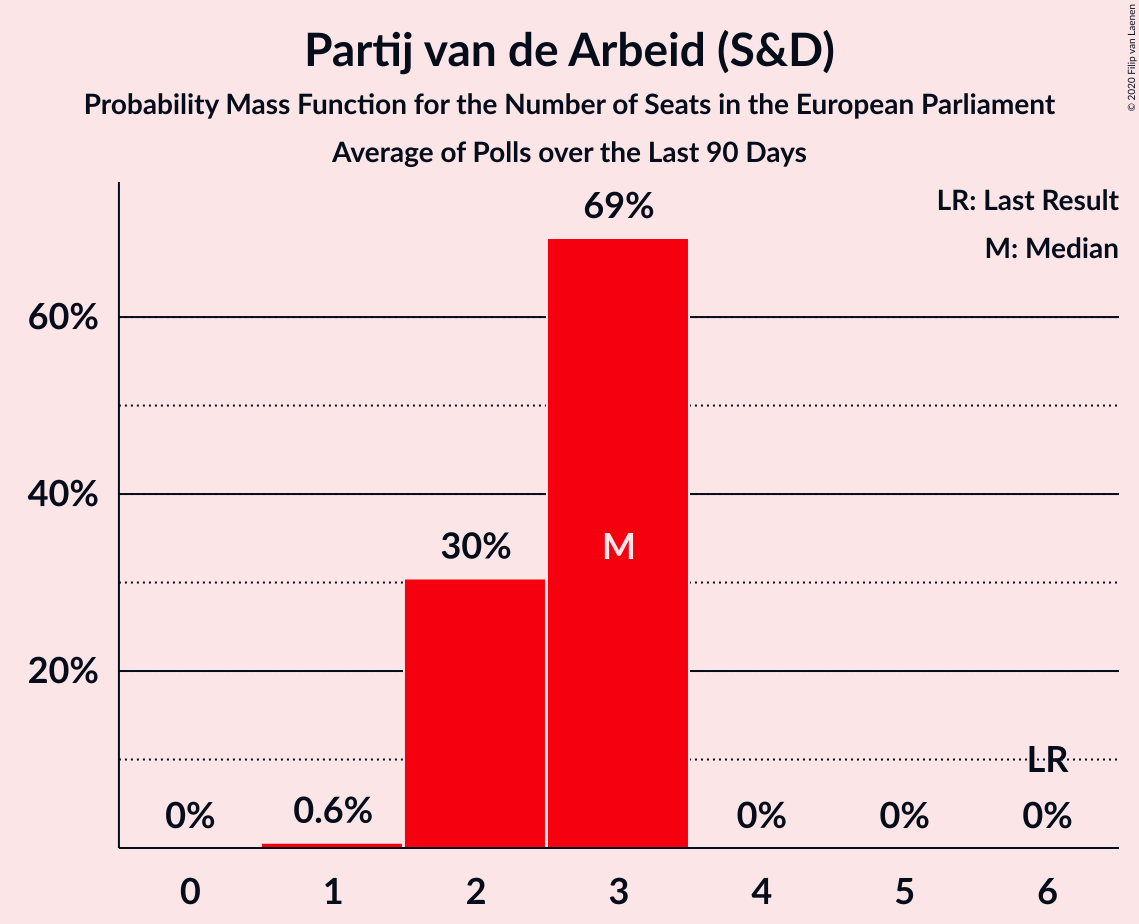 Partij van de Arbeid (S&D)
Probability Mass Function for the Number of Seats in the European Parliament
Average of Polls over the Last 90 Days
© 2020 Filip van Laenen
LR: Last Result
M: Median
69%
60%
40%
30%
M
20%
LR
0%
0.6%
0%
0%
0%
0 1 2 3 4 5 6